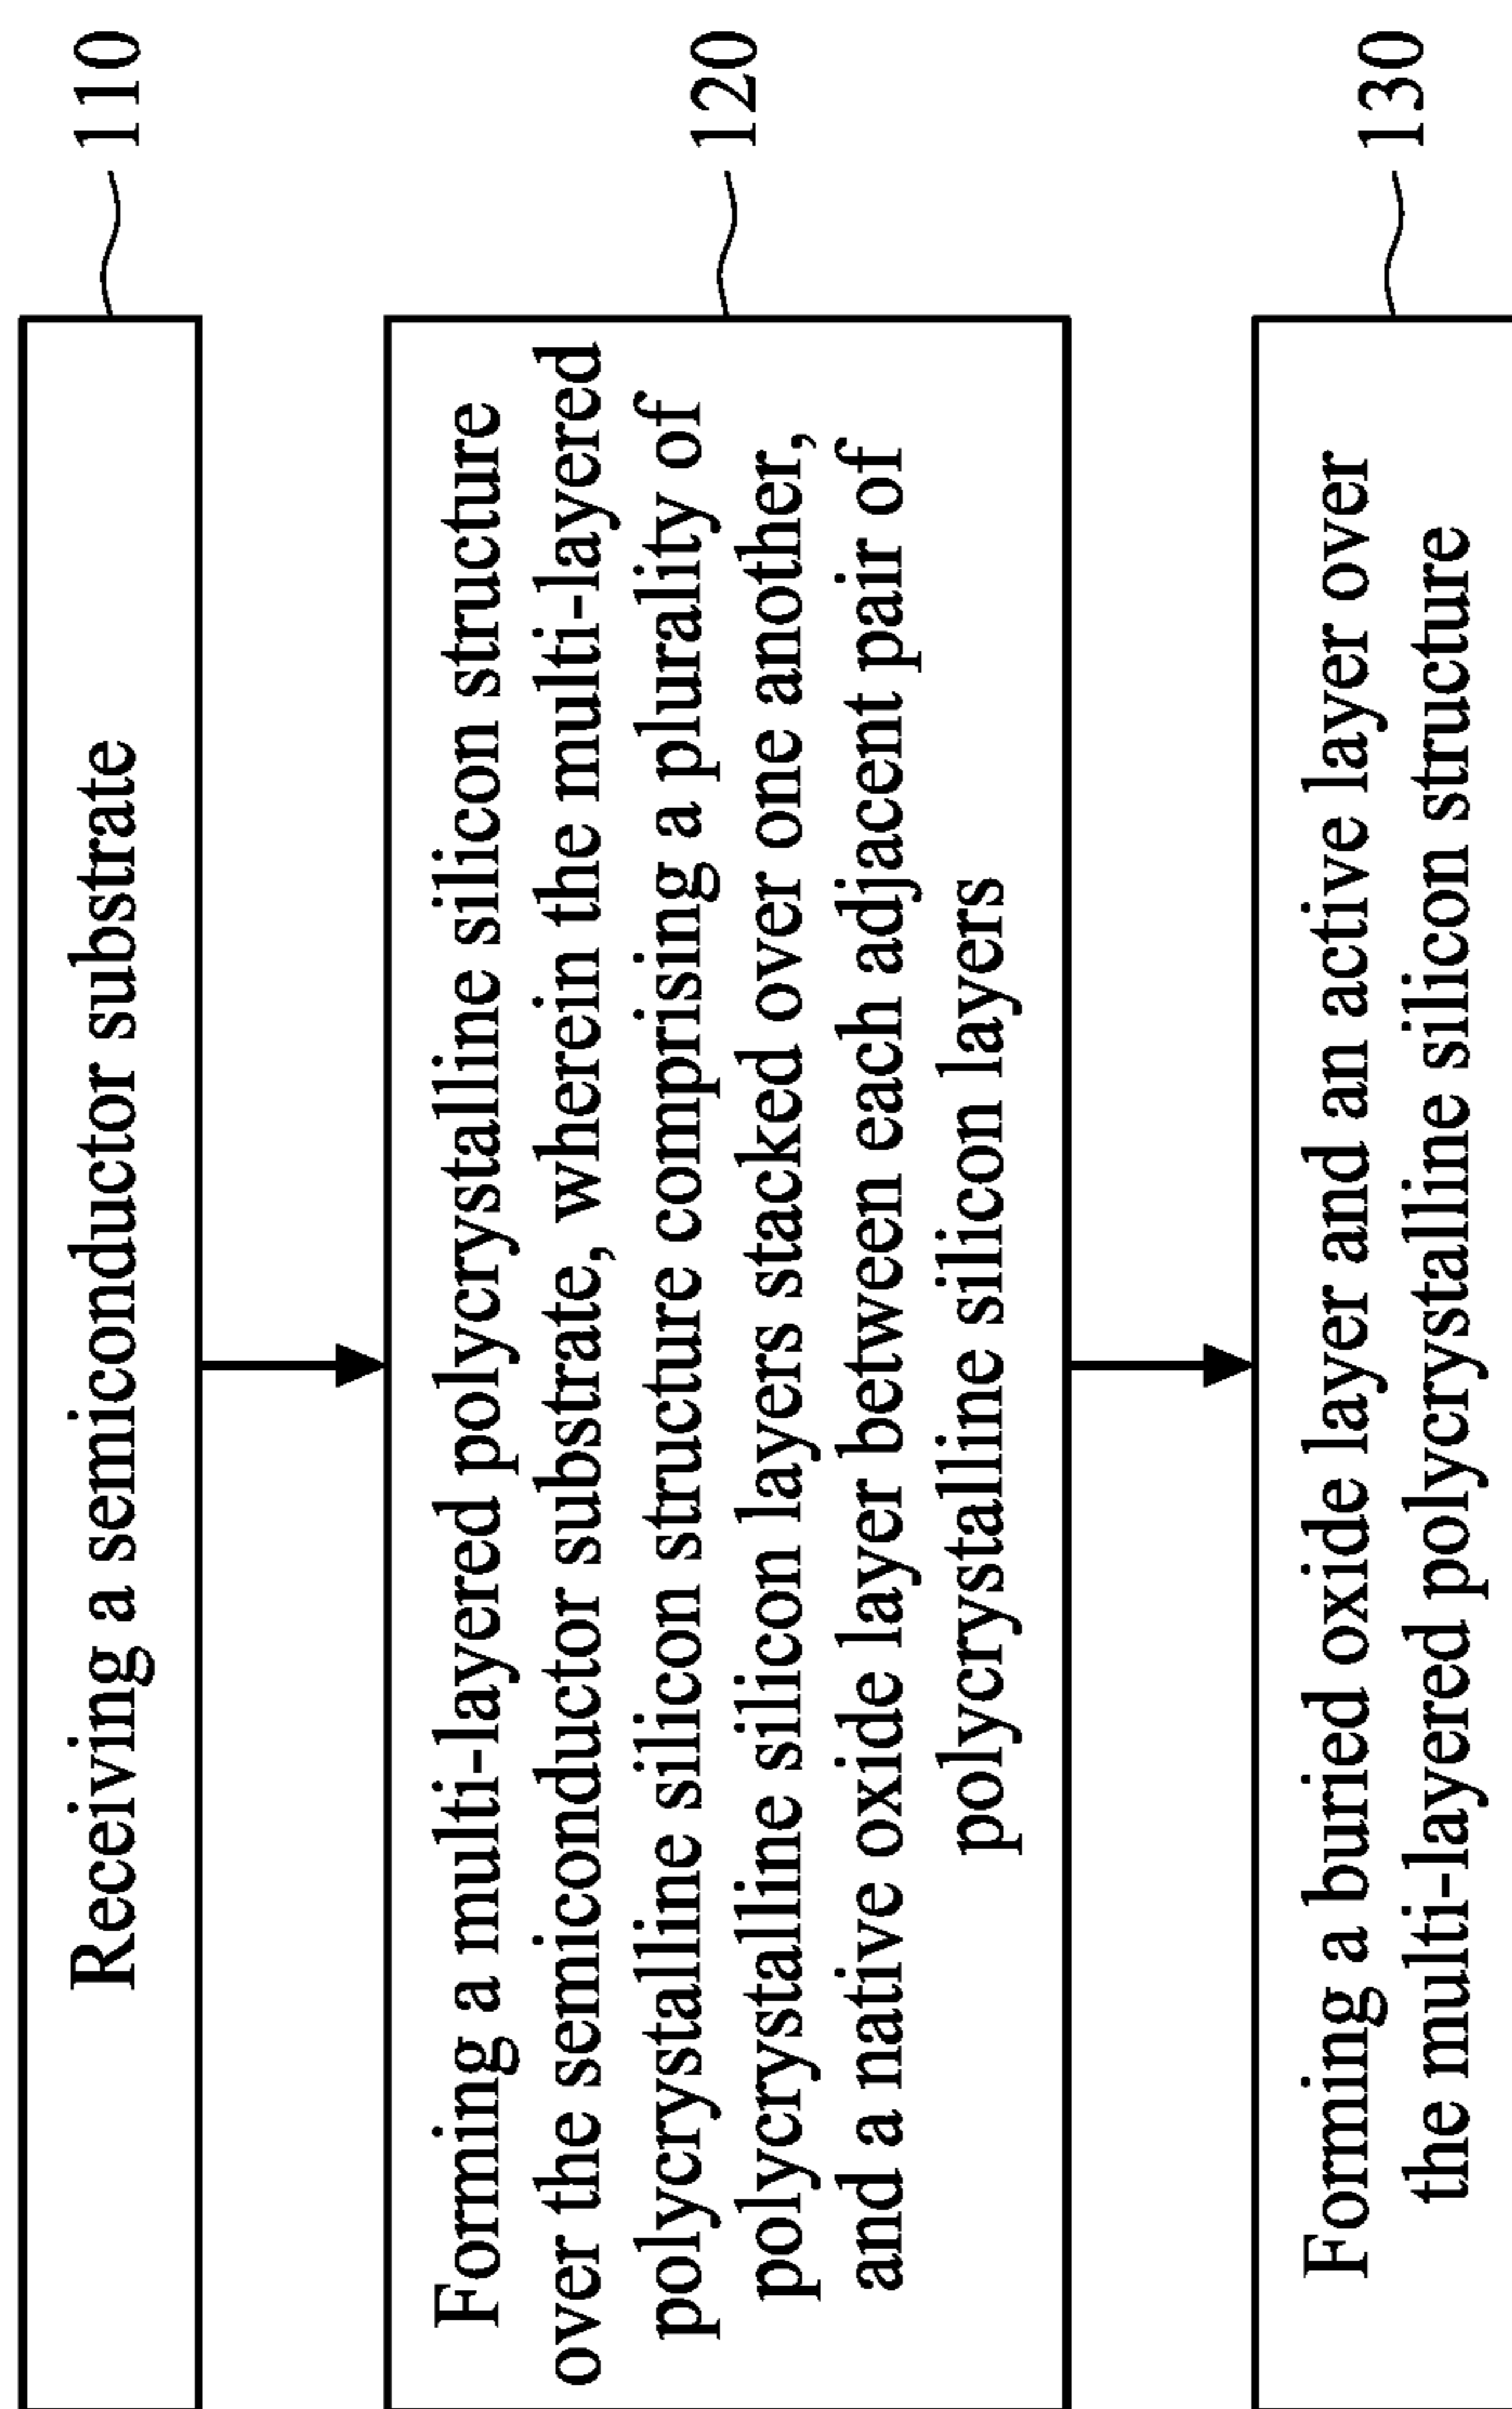 Receiving a semiconductor substrate
110
Forming a multi-layered polycrystalline silicon structure
over the semiconductor substrate, wherein the multi-layered
polycrystalline silicon structure comprising a plurality of
polycrystalline silicon layers stacked over one another,
and a native oxide layer between each adjacent pair of
polycrystalline silicon layers
120
Forming a buried oxide layer and an active layer over
the multi-layered polycrystalline silicon structure
130